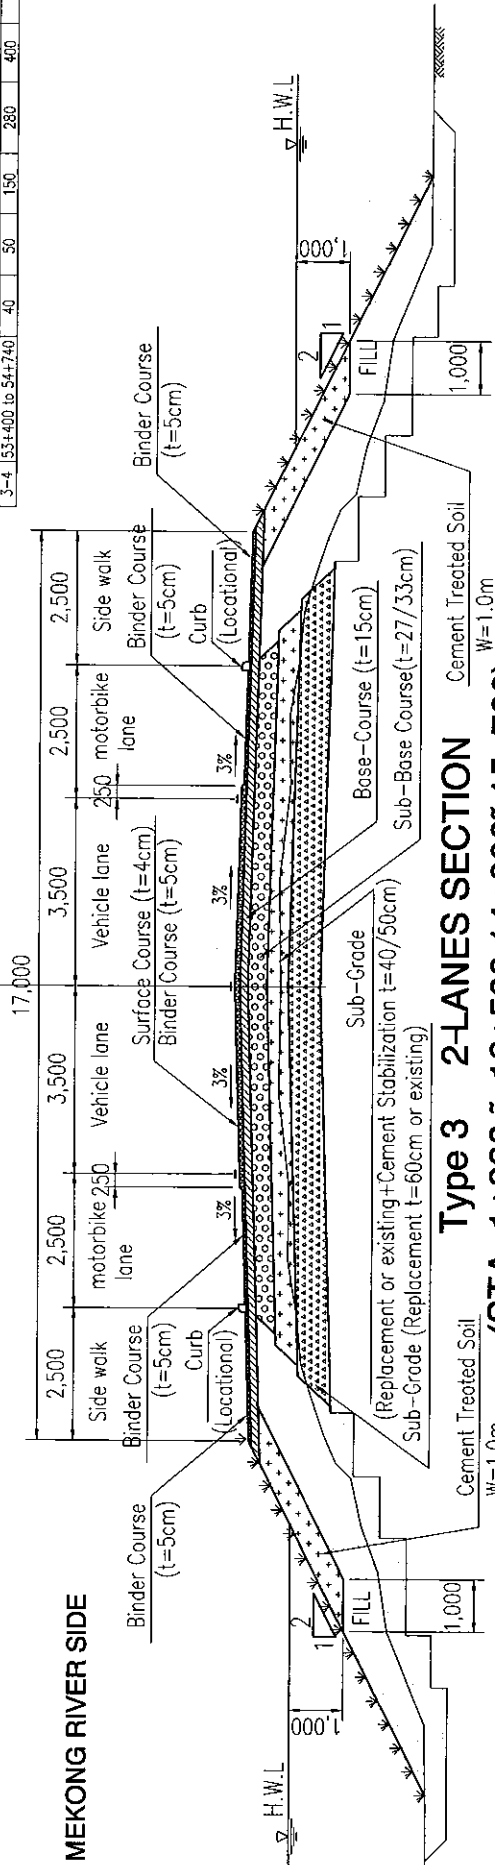 3-4 53+400 to 54+740 40 50 150 280 400
MEKONG RIVER SIDE
17,000
2,500 2,500 250 3,500 3,500 250 2,500 2,500
Side walk
motorbike
lane
Vehicle lane
Vehicle lane
motorbike
lane
Side walk
Binder Course
(t=5cm)
Binder Course
(t=5cm)
Curb
(Locational)
Surface Course (t=4cm)
Binder Course (t=5cm)
Binder Course
(t=5cm)
Curb
(Locational)
Binder Course
(t=5cm)
3% 3% 3% 3%
H.W.L
H.W.L
1,000
1,000
2
1
2
1
FILL
FILL
1,000
1,000
Base-Course (t=15cm)
Sub-Base Course(t=27/33cm)
Sub-Grade
(Replacement or existing+Cement Stabilization t=40/50cm)
Sub-Grade (Replacement t=60cm or existing)
Cement Treated Soil
W=1.0m
Cement Treated Soil
W=1.0m
Type 3 2-LANES SECTION